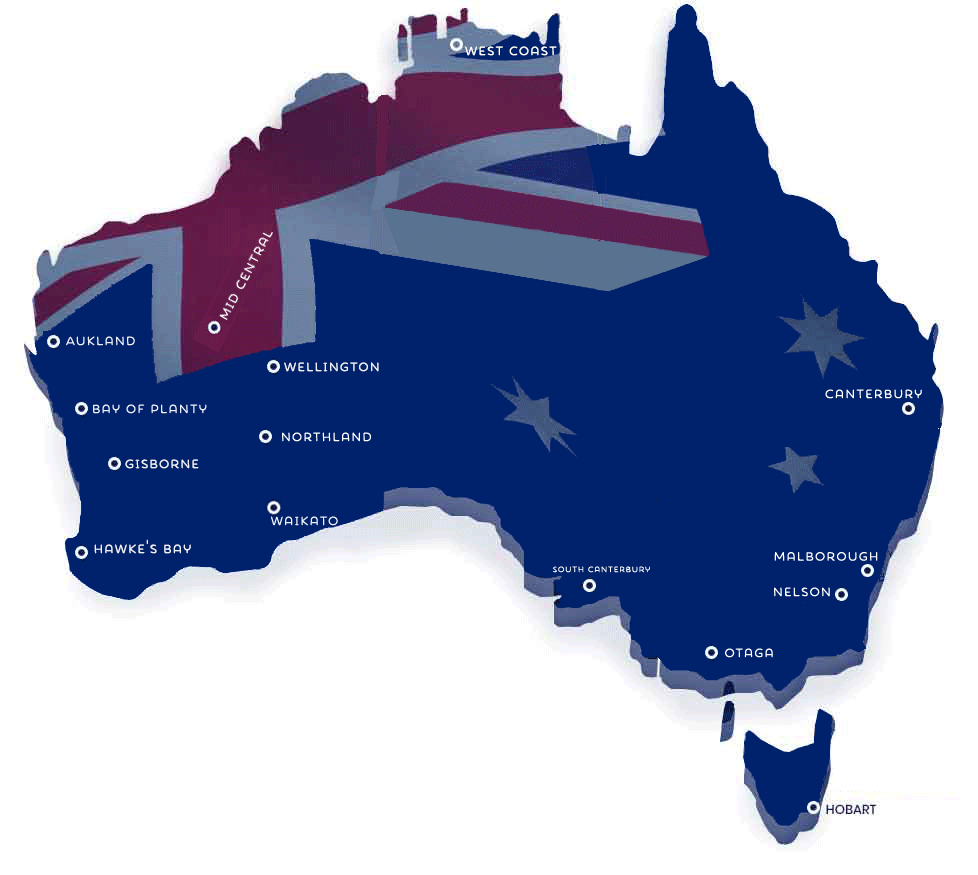 WEST COAST
MID CENTRAL
AUKLAND
WELLINGTON
CANTERBURY
BAY OF PLANTY
NORTHLAND
GISBORNE
WAIKATO
HAWKE'S BAY
MALBOROUGH
SOUTH CANTERBURY
NELSON
OTAGA
HOBART